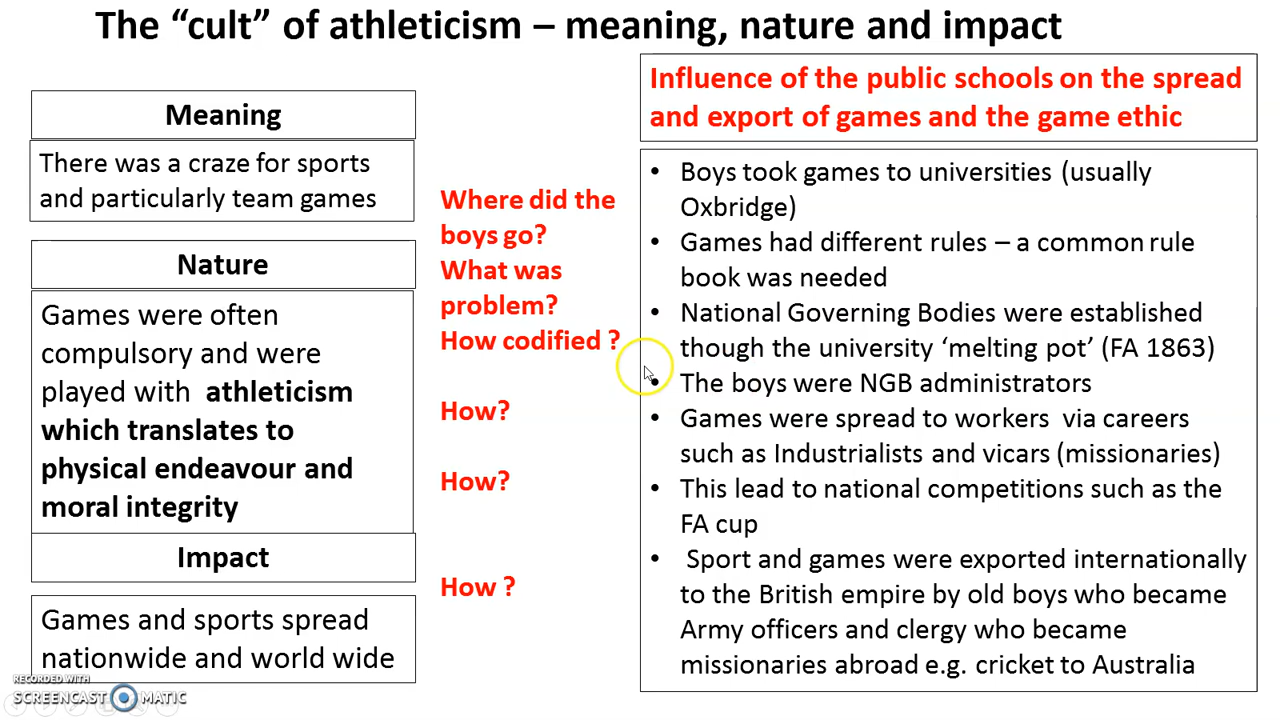 The “cult” of athleticism – meaning, nature and impact
Meaning
There was a craze for sports
and particularly team games
Nature
Games were often
compulsory and were
played with athleticism
which translates to
physical endeavour and
moral integrity
Impact
Games and sports spread
nationwide and world wide
Where did the
boys go?
What was
problem?
How codified ?
How?
How?
How ?
Influence of the public schools on the spread
and export of games and the game ethic
• Boys took games to universities (usually
Oxbridge)
• Games had different rules – a common rule
book was needed
• National Governing Bodies were established
though the university ‘melting pot’ (FA 1863)
• The boys were NGB administrators
• Games were spread to workers via careers
such as Industrialists and vicars (missionaries)
• This lead to national competitions such as the
FA cup
• Sport and games were exported internationally
to the British empire by old boys who became
Army officers and clergy who became
missionaries abroad e.g. cricket to Australia
RECORDED WITH
SCREENCAST MATIC